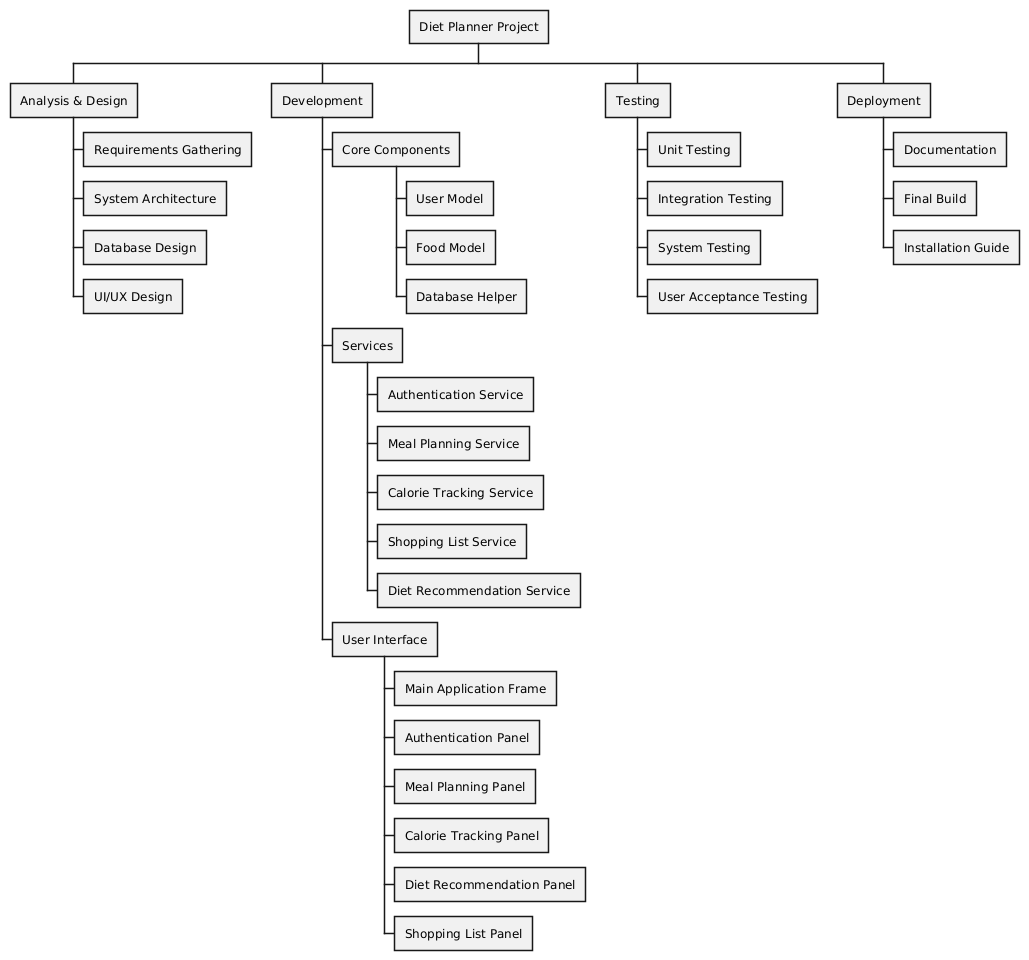 Diet Planner Project
Analysis & Design
Requirements Gathering
System Architecture
Database Design
UI/UX Design
Development
Core Components
User Model
Food Model
Database Helper
Services
Authentication Service
Meal Planning Service
Calorie Tracking Service
Shopping List Service
Diet Recommendation Service
User Interface
Main Application Frame
Authentication Panel
Meal Planning Panel
Calorie Tracking Panel
Diet Recommendation Panel
Shopping List Panel
Testing
Unit Testing
Integration Testing
System Testing
User Acceptance Testing
Deployment
Documentation
Final Build
Installation Guide